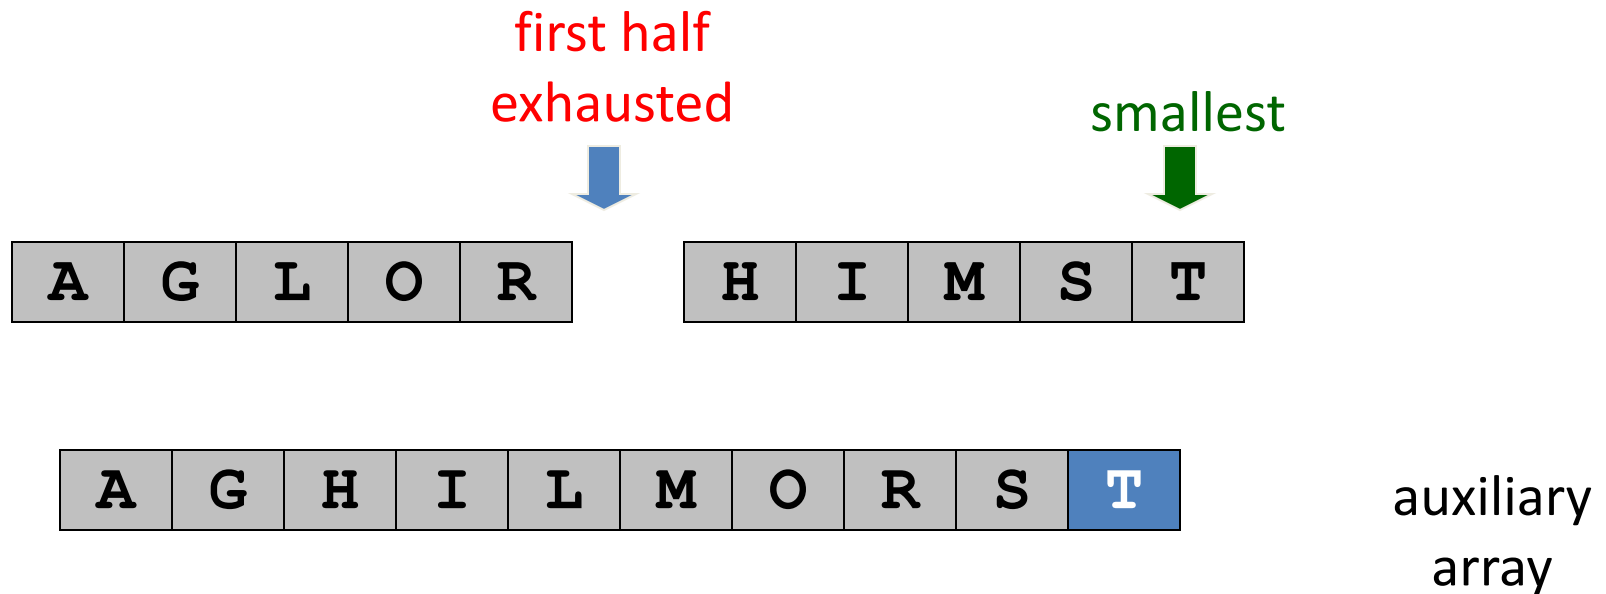 first half
exhausted
smallest
A G L O R H I M S T
A G H I L M O R S T
auxiliary
array